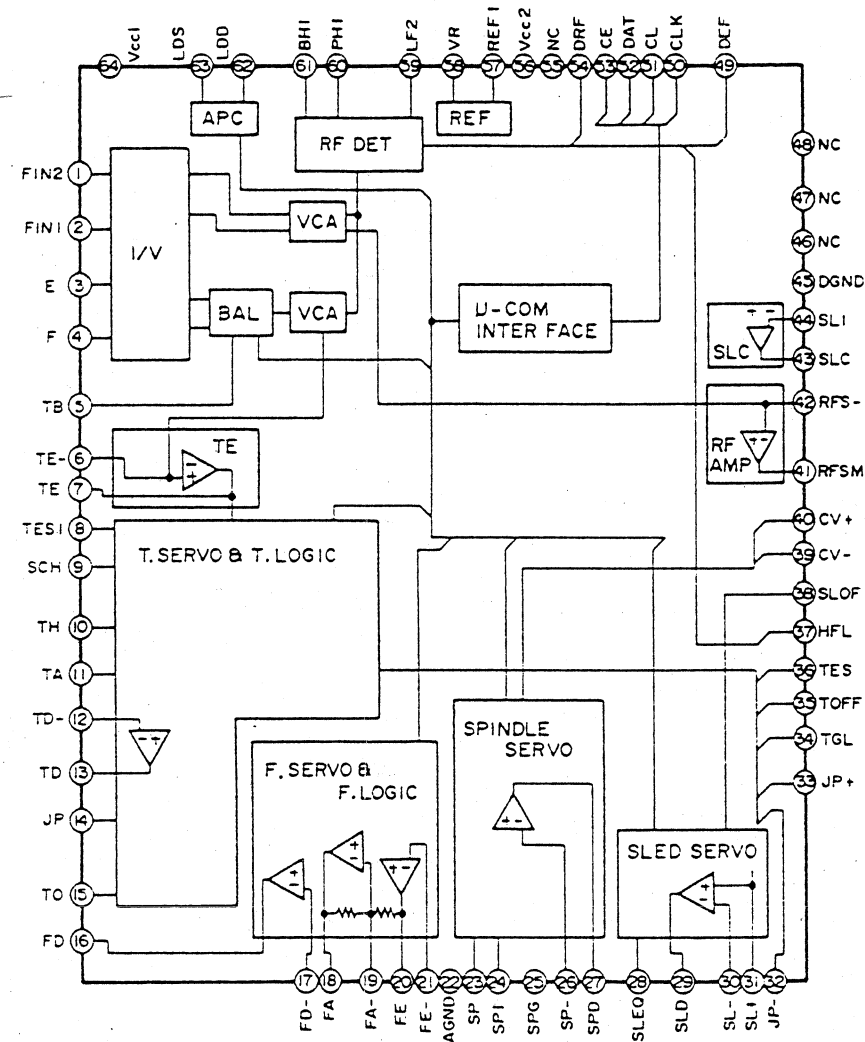 Vcc1
LDS
LDD
BH1
PH1
LF2
VR
REF1
Vcc2
NC
DRF
CE
DAT
CL
CLK
DEF
64
63
62
61
60
59
58
57
56
55
54
53
52
51
50
49
APC
RF DET
REF
FIN2 1
FIN1 2
E 3
F 4
TB 5
TE- 6
TE 7
TES1 8
SCH 9
TH 10
TA 11
TD- 12
TD 13
JP 14
TO 15
FD 16
I/V
VCA
BAL
VCA
U-COM
INTER FACE
TE
- +
T. SERVO & T. LOGIC
- +
F. SERVO &
F. LOGIC
+ -
+ -
+ -
SPINDLE
SERVO
+ -
SLED SERVO
+ -
+ -
SLC
RF
AMP
+ -
48 NC
47 NC
46 NC
45 DGND
44 SLI
43 SLC
42 RFS-
41 RFSM
40 CV+
39 CV-
38 SLOF
37 HFL
36 TES
35 TOFF
34 TGL
33 JP+
17
18
19
20
21
22
23
24
25
26
27
28
29
30
31
32
FD-
FA
FA-
FE
FE-
AGND
SP
SPI
SPG
SP-
SPD
SLEQ
SLD
SL-
SLI
JP-